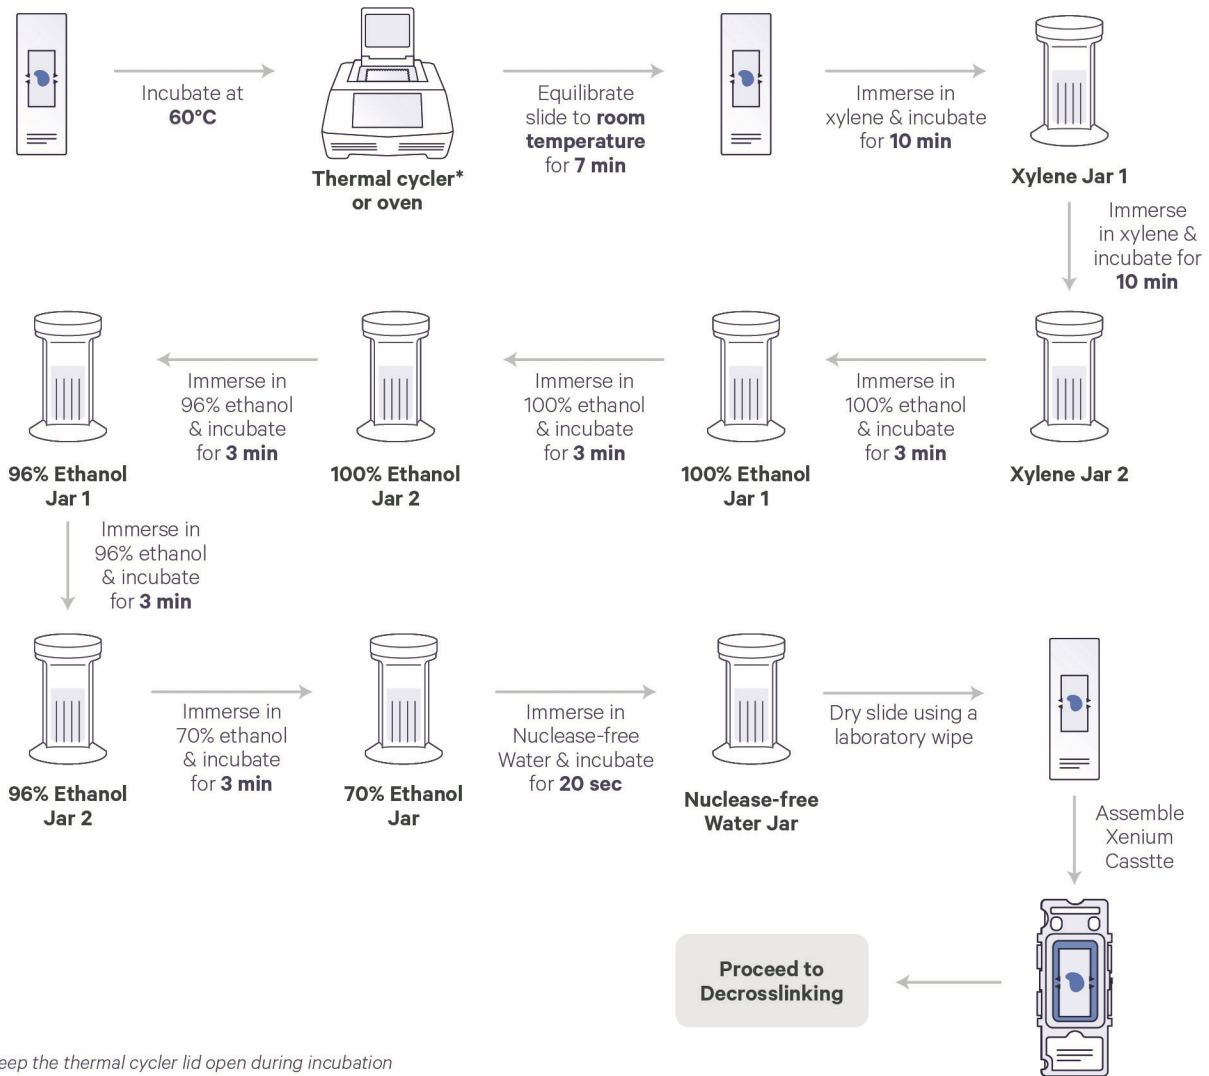 Incubate at
60°C
Thermal cycler*
or oven
Equilibrate
slide to room
temperature
for 7 min
Immerse in
xylene & incubate
for 10 min
Xylene Jar 1
Immerse
in xylene &
incubate for
10 min
Xylene Jar 2
Immerse in
100% ethanol
& incubate
for 3 min
100% Ethanol
Jar 1
Immerse in
100% ethanol
& incubate
for 3 min
100% Ethanol
Jar 2
Immerse in
96% ethanol
& incubate
for 3 min
96% Ethanol
Jar 1
Immerse in
96% ethanol
& incubate
for 3 min
96% Ethanol
Jar 2
Immerse in
70% ethanol
& incubate
for 3 min
70% Ethanol
Jar
Immerse in
Nuclease-free
Water & incubate
for 20 sec
Nuclease-free
Water Jar
Dry slide using a
laboratory wipe
Assemble
Xenium
Casstte
Proceed to
Decrosslinking
eep the thermal cycler lid open during incubation